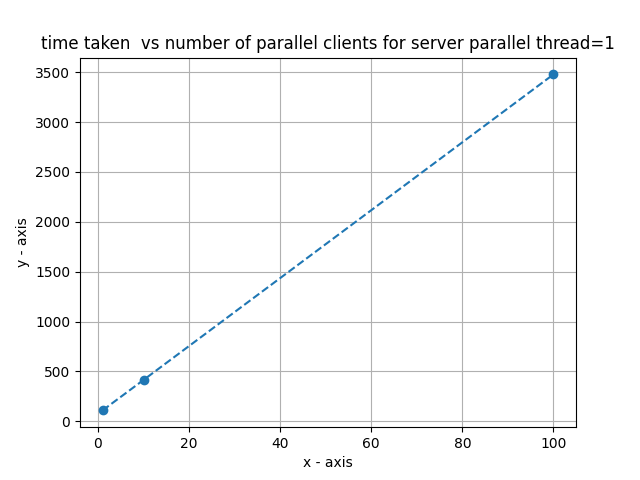 time taken  vs number of parallel clients for server parallel thread=1
3500
3000
2500
2000
1500
1000
500
0
y - axis
0 20 40 60 80 100
x - axis